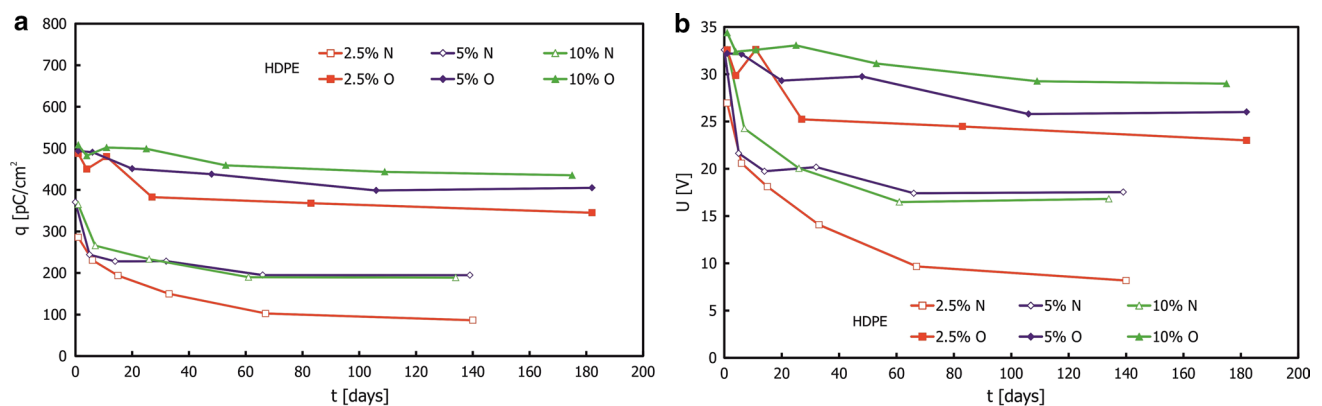 a
800
700
600
500
400
300
200
100
0
q [pC/cm²]
HDPE
2.5% N 5% N 10% N
2.5% O 5% O 10% O
0 20 40 60 80 100 120 140 160 180 200
t [days]
b
35
30
25
20
15
10
5
0
U [V]
HDPE
2.5% N 5% N 10% N
2.5% O 5% O 10% O
0 20 40 60 80 100 120 140 160 180 200
t [days]